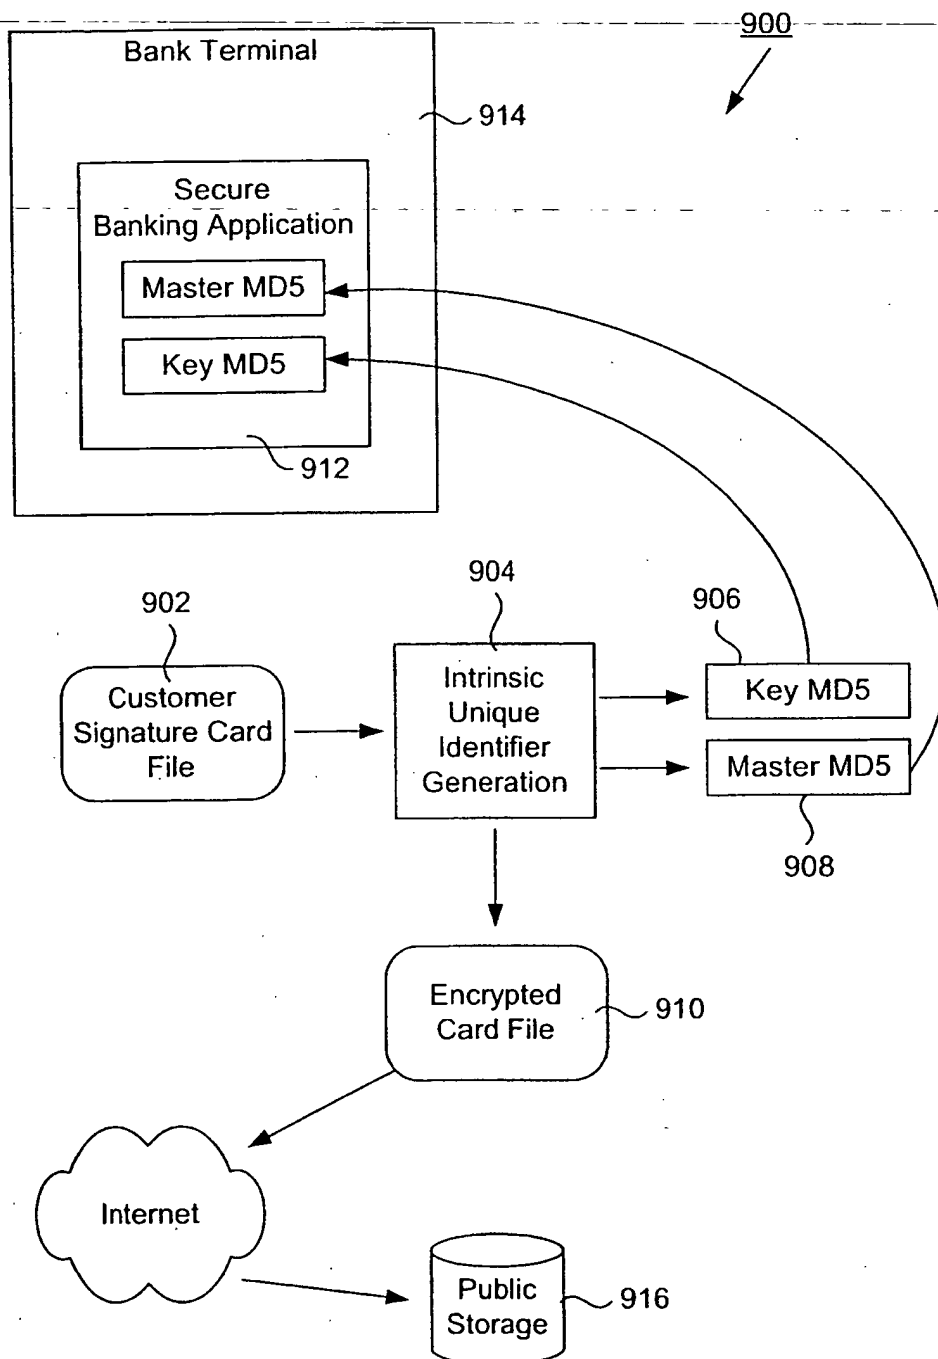 900
Bank Terminal
914
Secure
Banking Application
Master MD5
Key MD5
912
904
902
906
Customer
Signature Card
File
Intrinsic
Unique
Identifier
Generation
Key MD5
Master MD5
908
Encrypted
Card File
910
Internet
Public
Storage
916